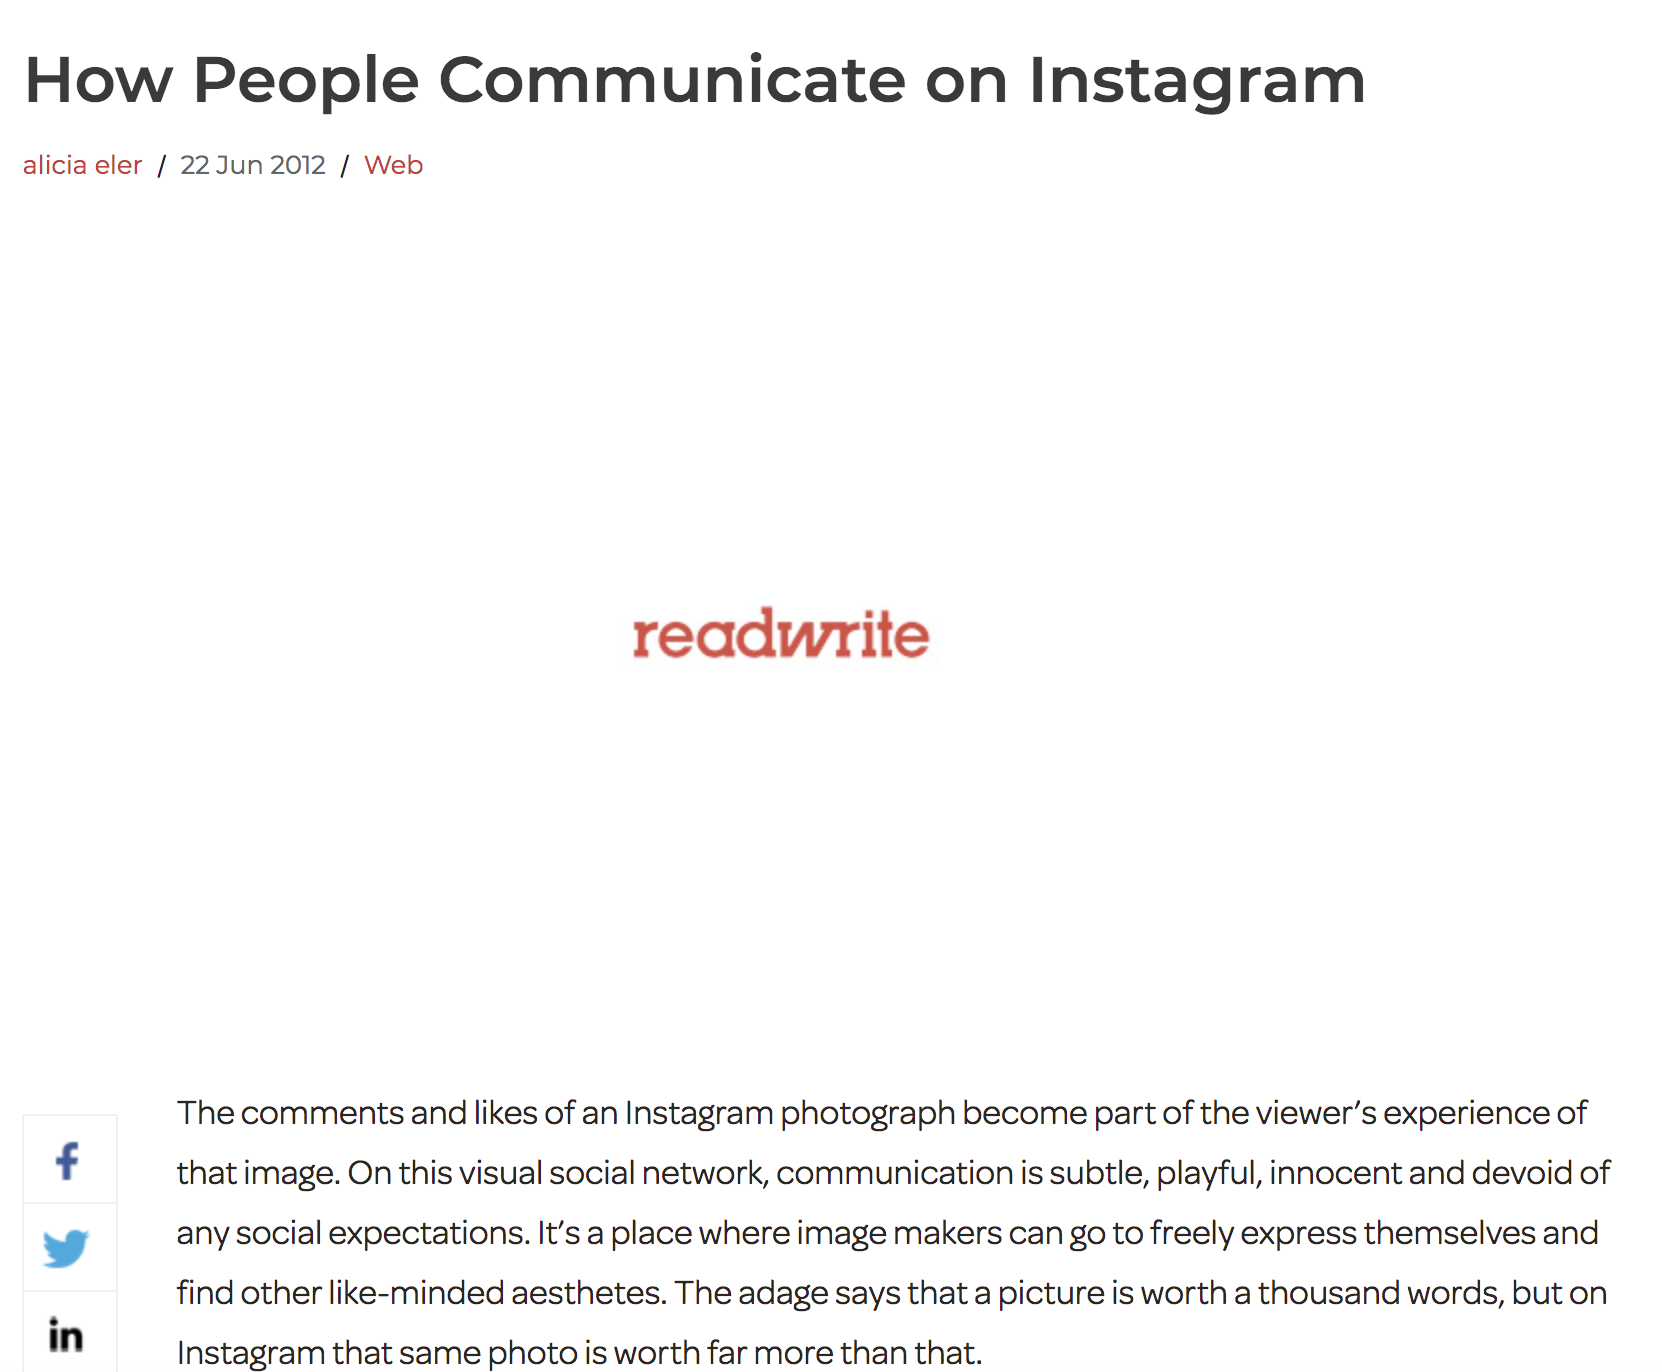 How People Communicate on Instagram
alicia eler / 22 Jun 2012 / Web
readwrite
The comments and likes of an Instagram photograph become part of the viewer’s experience of
that image. On this visual social network, communication is subtle, playful, innocent and devoid of
any social expectations. It’s a place where image makers can go to freely express themselves and
find other like-minded aesthetes. The adage says that a picture is worth a thousand words, but on
Instagram that same photo is worth far more than that.
f
in